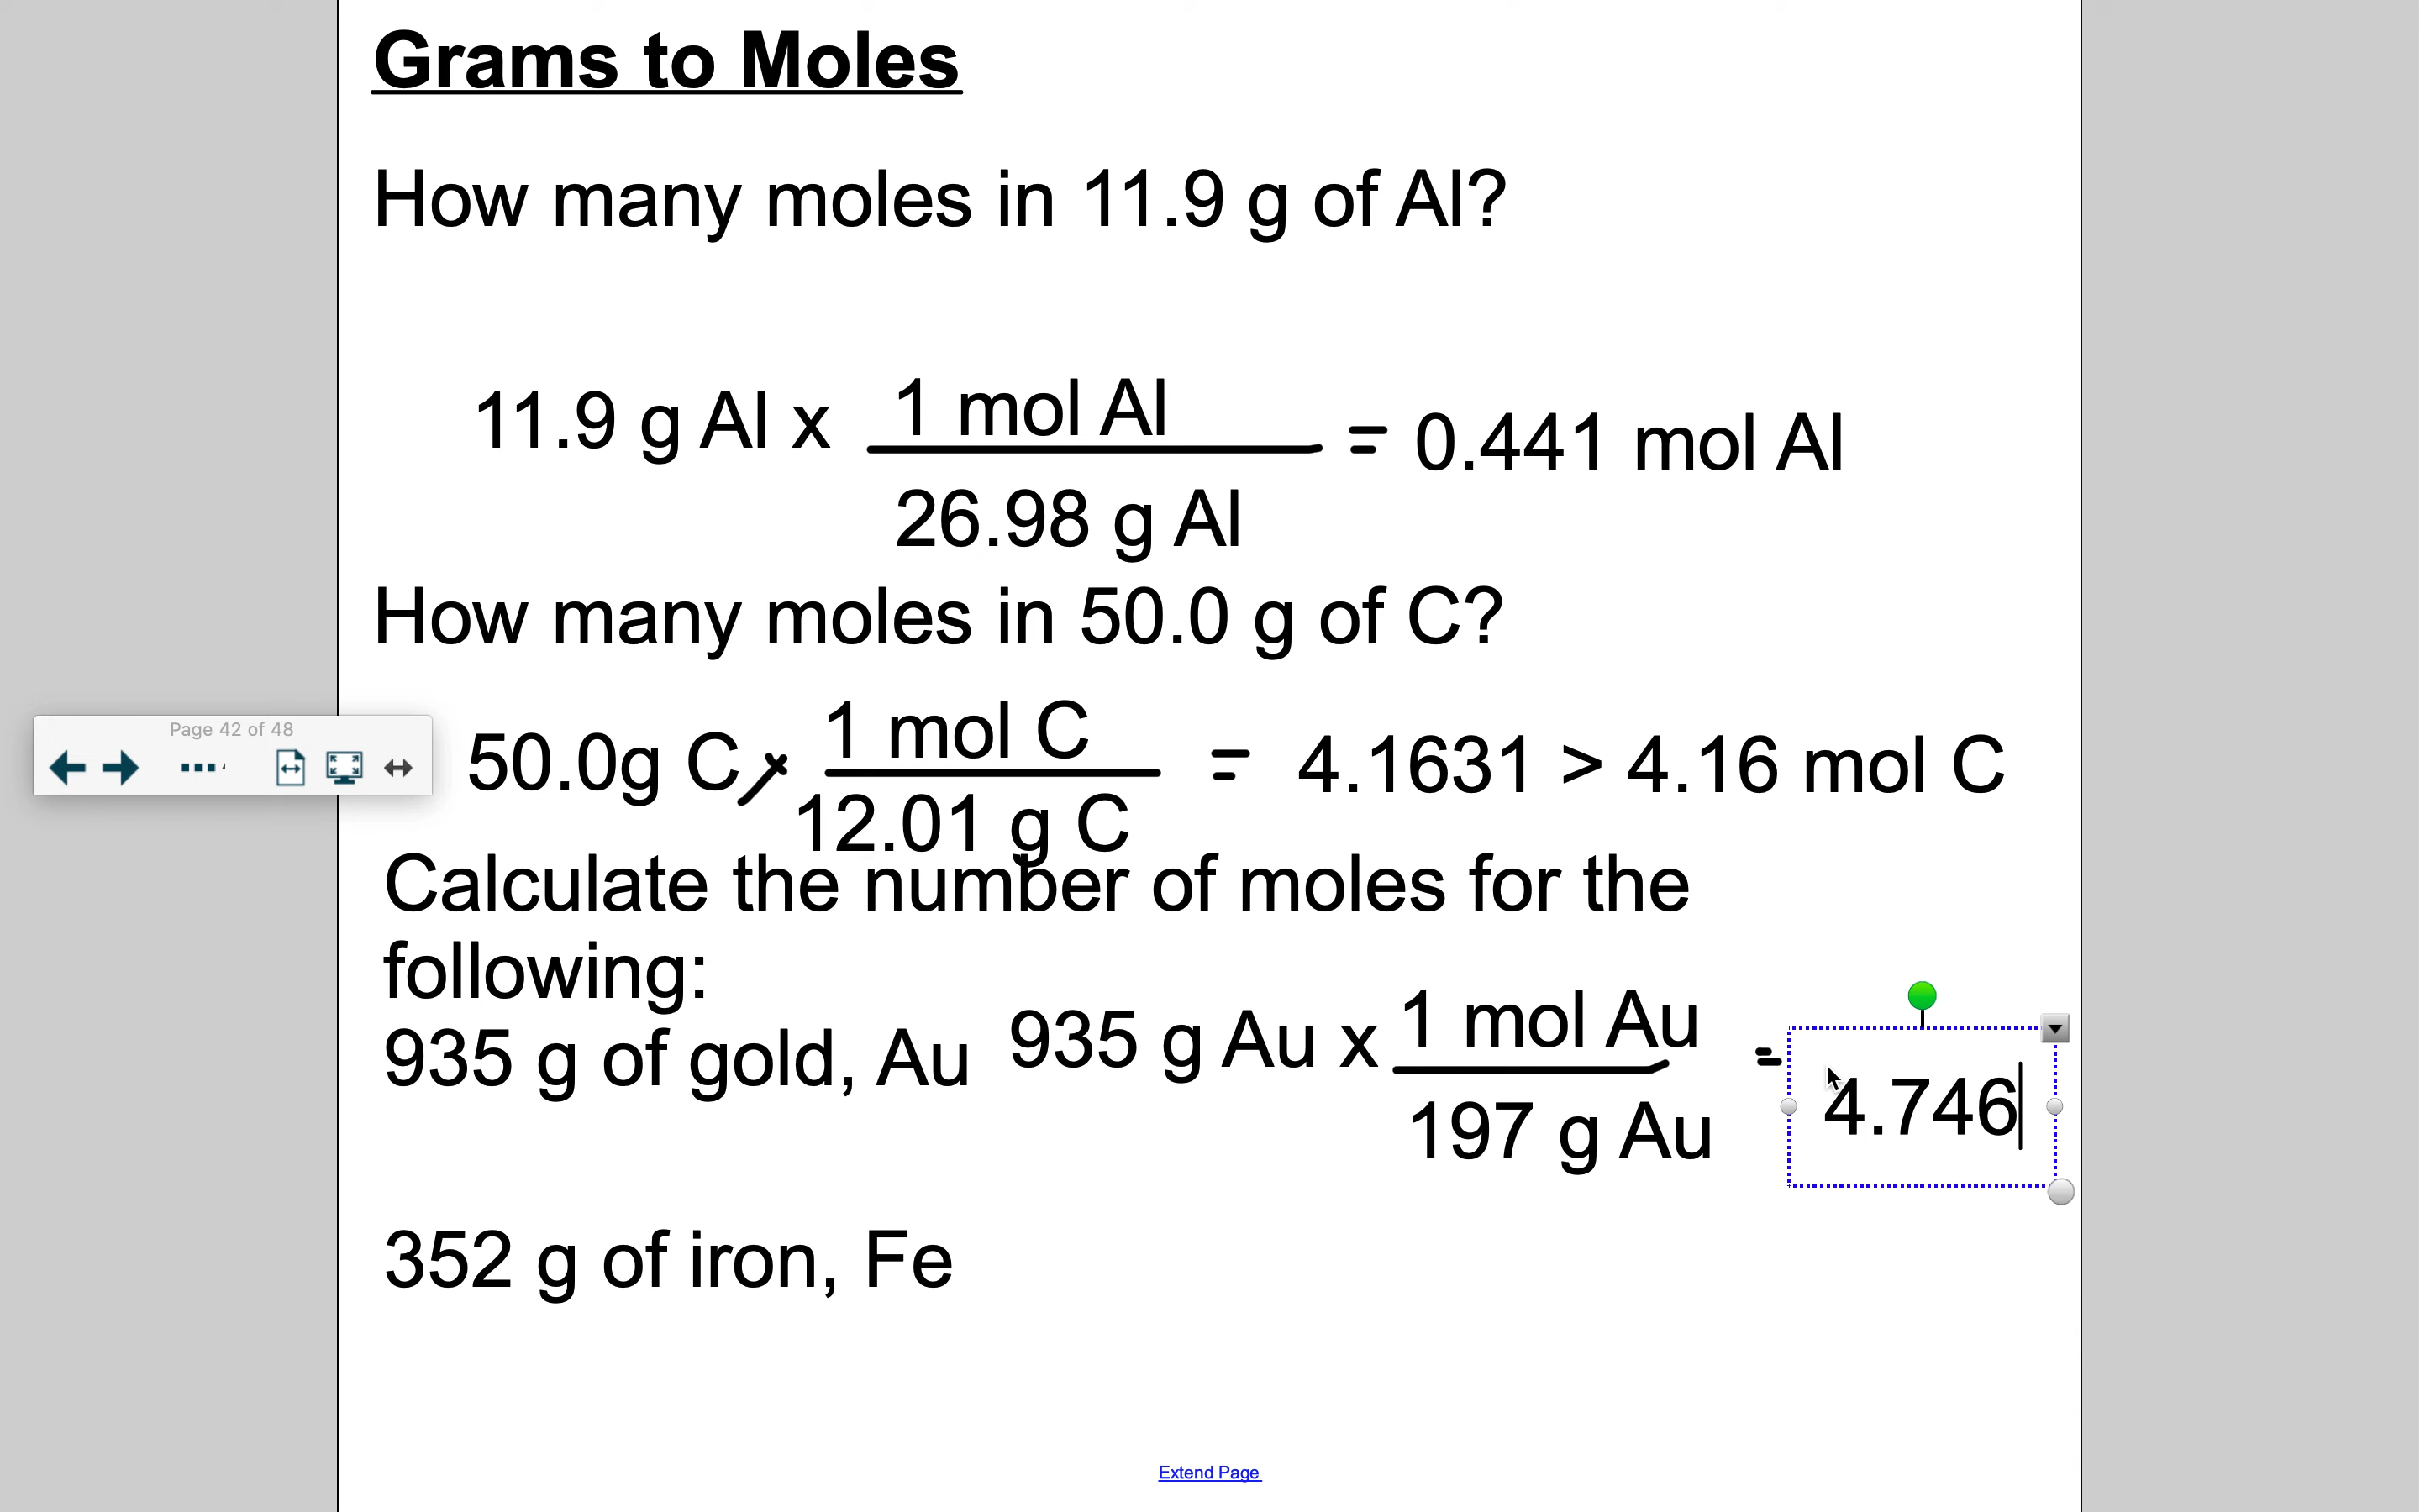 Grams to Moles
How many moles in 11.9 g of Al?
11.9 g Al x 1 mol Al = 0.441 mol Al
26.98 g Al
How many moles in 50.0 g of C?
Page 42 of 48
50.0g C x 1 mol C = 4.1631 > 4.16 mol C
12.01 g C
Calculate the number of moles for the
following:
935 g of gold, Au 935 g Au x 1 mol Au = 4.746
197 g Au
352 g of iron, Fe
Extend Page